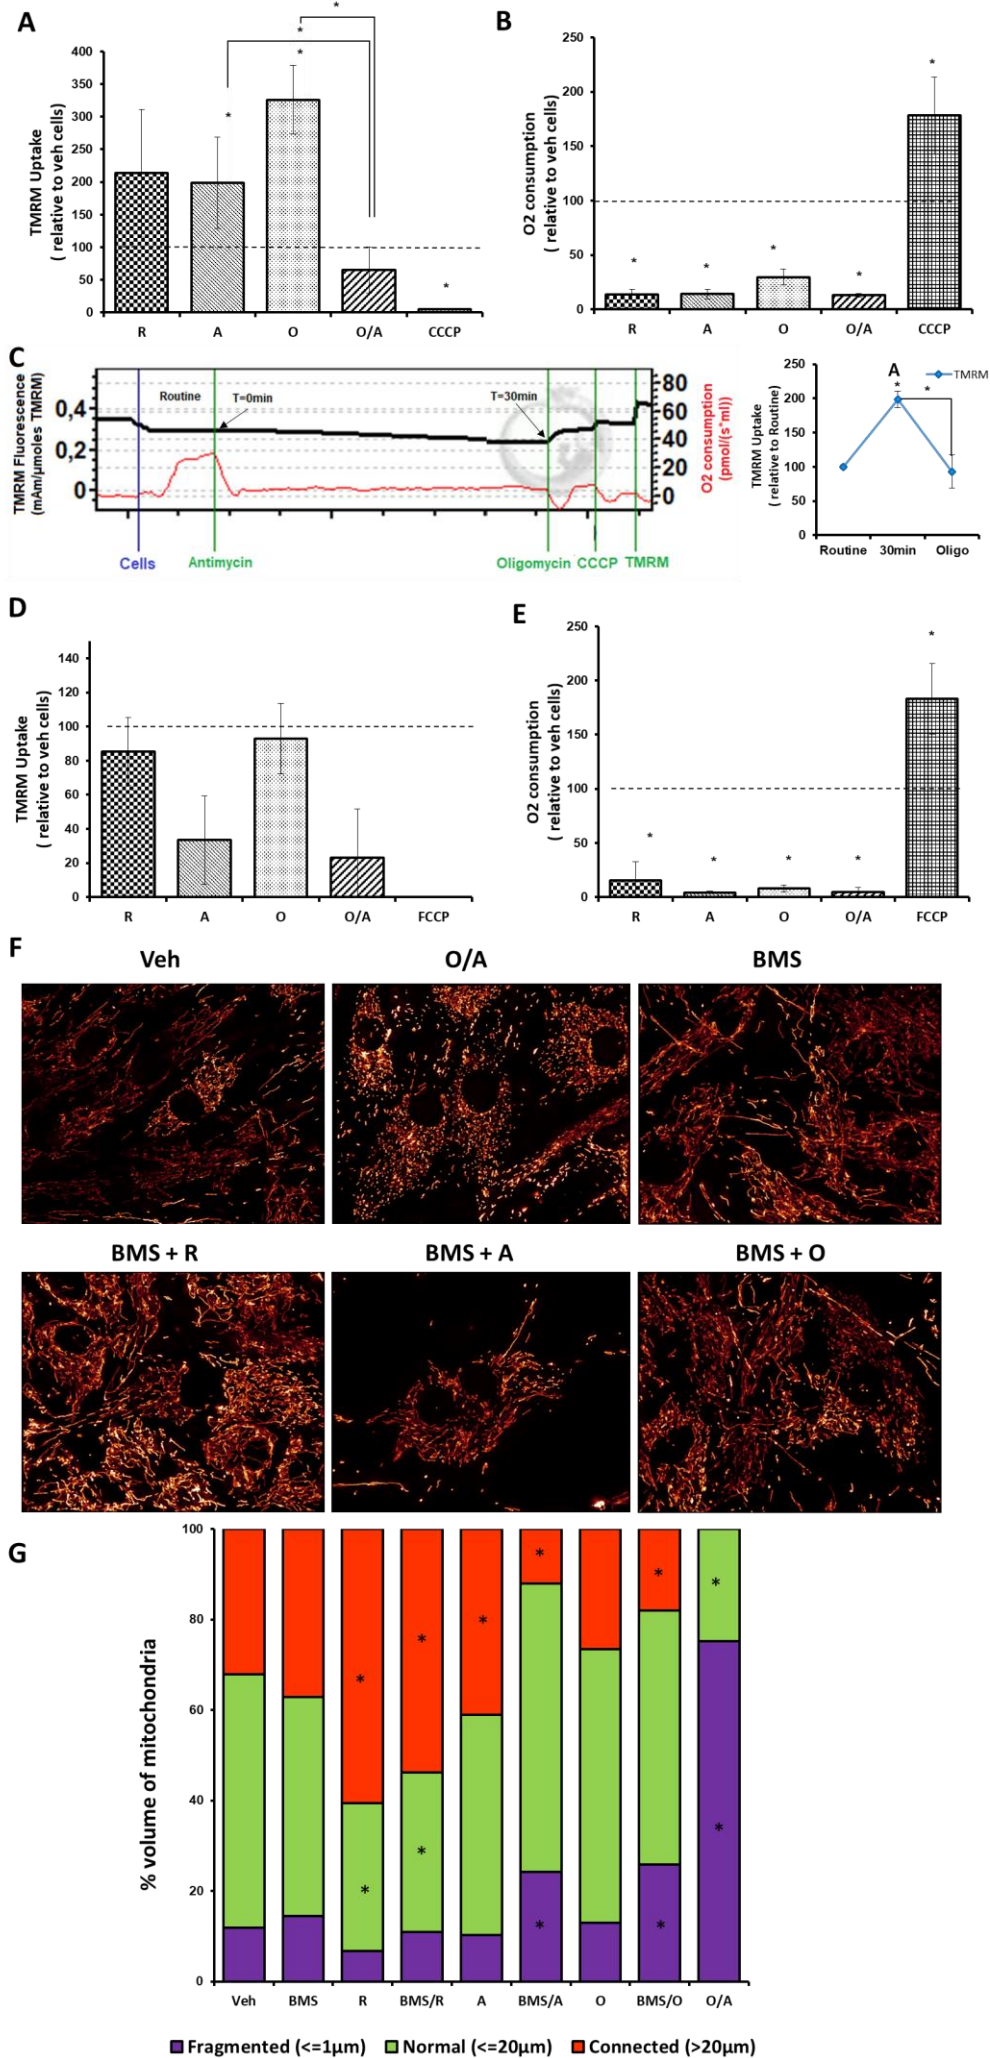 A
*
*
*
*
*
400
350
300
250
200
150
100
50
0
TMRM Uptake
( relative to veh cells)
R A O O/A CCCP
B
250
200
150
100
50
0
O2 consumption
( relative to veh cells)
* * * * *
R A O O/A CCCP
C
TMRM Fluorescence
(mAm/µmoles TMRM)
0,4
0,2
0
Routine
T=0min
T=30min
80
60
40
20
0
O2 consumption
(pmol/(s*ml))
Cells Antimycin Oligomycin CCCP TMRM
250
200
150
100
50
0
TMRM Uptake
( relative to Routine)
A
*
*
TMRM
Routine 30min Oligo
D
140
120
100
80
60
40
20
0
TMRM Uptake
( relative to veh cells)
R A O O/A FCCP
E
250
200
150
100
50
0
O2 consumption
( relative to veh cells)
* * * * *
R A O O/A FCCP
F
Veh O/A BMS
BMS + R BMS + A BMS + O
G
100
80
60
40
20
0
% volume of mitochondria
* * * * * * * * * * *
Veh BMS R BMS/R A BMS/A O BMS/O O/A
Fragmented (<=1µm) Normal (<=20µm) Connected (>20µm)